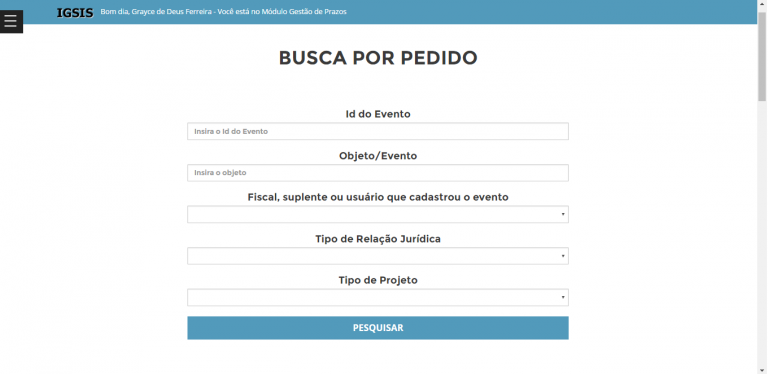 IGSIS Bom dia, Grayce de Deus Ferreira - Você está no Módulo Gestão de Prazos
BUSCA POR PEDIDO
Id do Evento
Insira o Id do Evento
Objeto/Evento
Insira o objeto
Fiscal, suplente ou usuário que cadastrou o evento
Tipo de Relação Jurídica
Tipo de Projeto
PESQUISAR